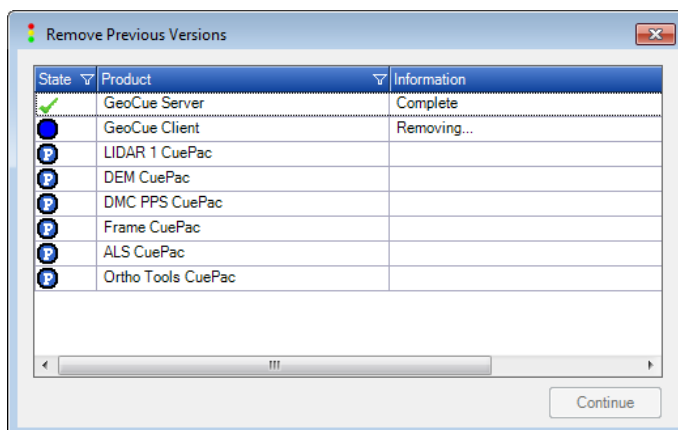 Remove Previous Versions
State Product Information
GeoCue Server Complete
GeoCue Client Removing...
P LIDAR 1 CuePac
P DEM CuePac
P DMC PPS CuePac
P Frame CuePac
P ALS CuePac
P Ortho Tools CuePac
Continue